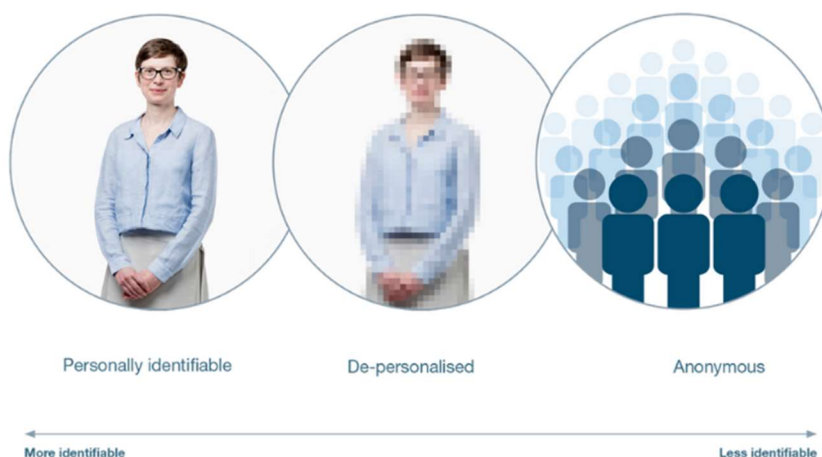 Personally identifiable
De-personalised
Anonymous
More identifiable
Less identifiable